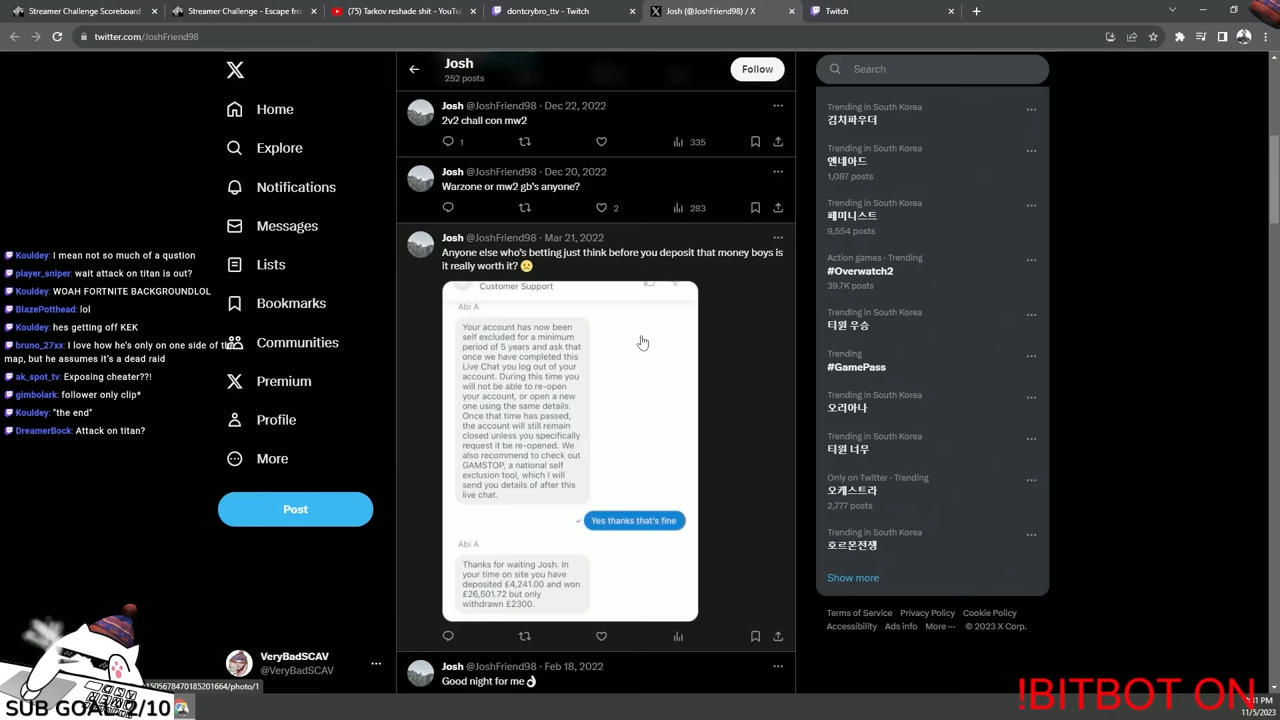 Streamer Challenge Scoreboard
Streamer Challenge - Escape fro
(75) Tarkov reshade shit - YouTu
dontcrybro_ttv - Twitch
Josh (@JoshFriend98) / X
Twitch
twitter.com/JoshFriend98
Home
Explore
Notifications
Messages
Lists
Bookmarks
Communities
Premium
Profile
More
Post
VeryBadSCAV
@VeryBadSCAV
Kouldey: I mean not so much of a qustion
player_sniper: wait attack on titan is out?
Kouldey: WOAH FORTNITE BACKGROUNDLOL
BlazePotthead: lol
Kouldey: hes getting off KEK
bruno_27xx: I love how he's only on one side of the
map, but he assumes it's a dead raid
ak_spot_tv: Exposing cheater??!
gimbolark: follower only clip*
Kouldey: "the end"
DreamerBock: Attack on titan?
SUB GOAL: 2/10
1505678470185201664/photo/1
Josh
252 posts
Follow
Josh @JoshFriend98 · Dec 22, 2022
2v2 chall con mw2
1
335
Josh @JoshFriend98 · Dec 20, 2022
Warzone or mw2 gb's anyone?
2
283
Josh @JoshFriend98 · Mar 21, 2022
Anyone else who's betting just think before you deposit that money boys is
it really worth it? ☹️
Customer Support
Abi A
Your account has now been
self excluded for a minimum
period of 5 years and ask that
once we have completed this
Live Chat you log out of your
account. During this time you
will not be able to re-open
your account, or open a new
one using the same details.
Once that time has passed,
the account will still remain
closed unless you specifically
request it be re-opened. We
also recommend to check out
GAMSTOP, a national self
exclusion tool, which I will
send you details of after this
live chat.
Yes thanks that's fine
Abi A
Thanks for waiting Josh. In
your time on site you have
deposited £4,241.00 and won
£26,501.72 but only
withdrawn £2300.
Josh @JoshFriend98 · Feb 18, 2022
Good night for me👌
Search
Trending in South Korea
김치파우더
Trending in South Korea
엔네아드
1,087 posts
Trending in South Korea
페미니스트
9,554 posts
Action games · Trending
#Overwatch2
39.7K posts
Trending in South Korea
티원 우승
Trending
#GamePass
Trending in South Korea
오리아나
Trending in South Korea
티원 너무
Only on Twitter · Trending
오케스트라
2,777 posts
Trending in South Korea
호르온전쟁
Show more
Terms of Service Privacy Policy Cookie Policy
Accessibility Ads info More ··· © 2023 X Corp.
!BITBOT ON
11/5/2023